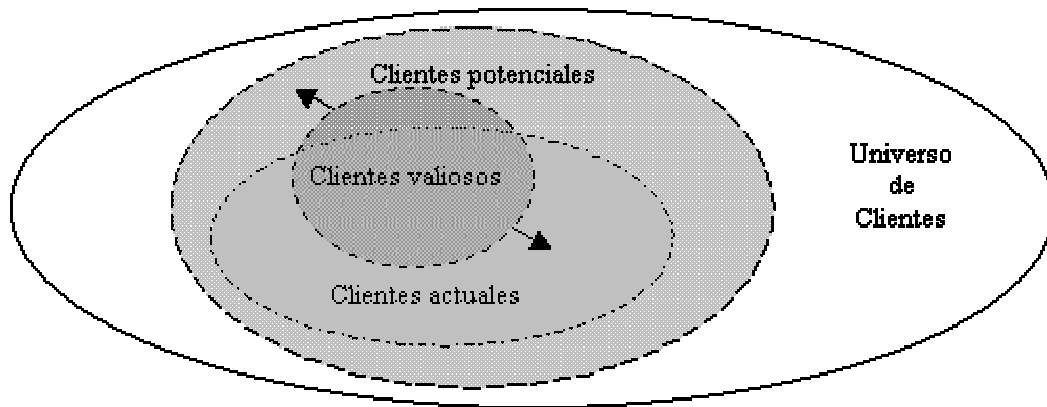 Clientes potenciales
Clientes valiosos
Clientes actuales
Universo
de
Clientes